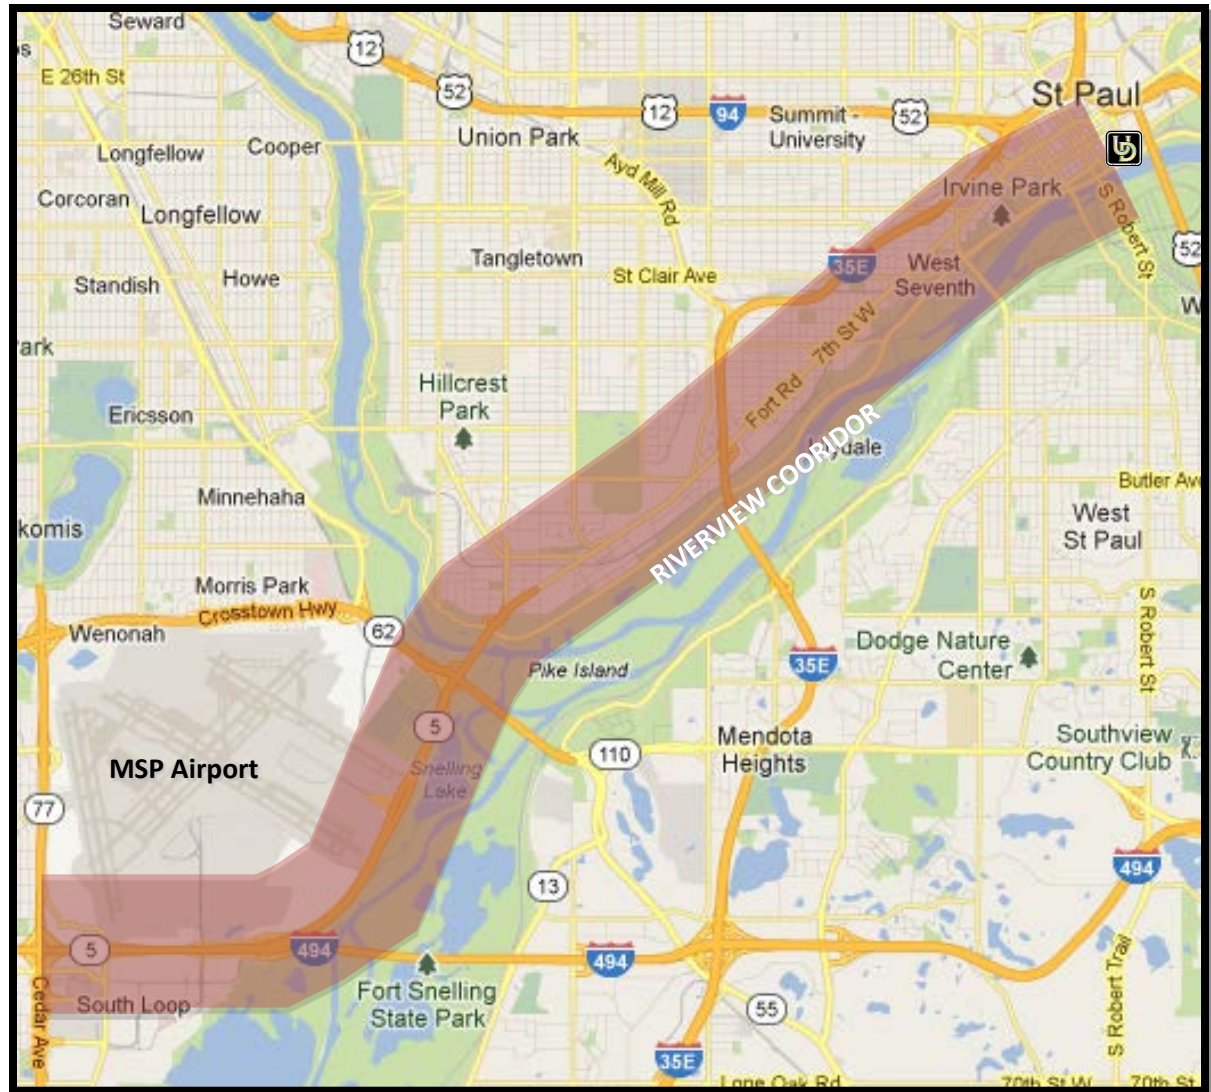 Seward
12
E 26th St
52
St Paul
12
94
Summit -
University
52
Union Park
Longfellow
Cooper
Ayd Mill Rd
UD
Irvine Park
Corcoran
Longfellow
S Robert St
52
Tangletown
St Clair Ave
35E
West
Seventh
Standish
Howe
7th St W
Fort Rd
Hillcrest
Park
Ericsson
RIVERVIEW COORIDOR
Butler Ave
Minnehaha
West
St Paul
komis
Morris Park
Crosstown Hwy
62
Wenonah
S Robert St
Dodge Nature
Center
35E
Pike Island
5
110
Mendota
Heights
Southview
Country Club
MSP Airport
Snelling
Lake
77
494
13
5
494
494
Cedar Ave
South Loop
Fort Snelling
State Park
55
S Robert Trail
35E
Lone Oak Rd
70th St W
70th St